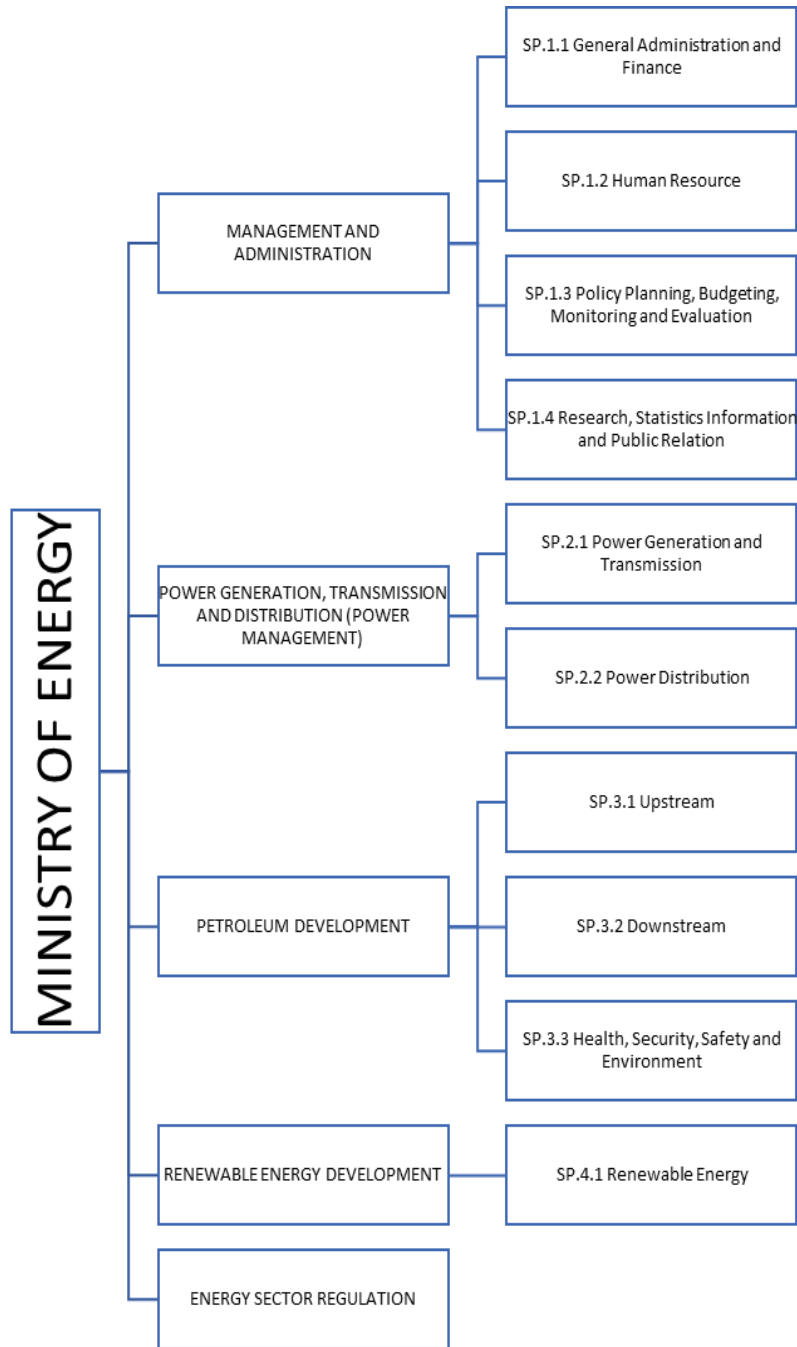 MINISTRY OF ENERGY
MANAGEMENT AND
ADMINISTRATION
SP.1.1 General Administration and
Finance
SP.1.2 Human Resource
SP.1.3 Policy Planning, Budgeting,
Monitoring and Evaluation
SP.1.4 Research, Statistics Information
and Public Relation
POWER GENERATION, TRANSMISSION
AND DISTRIBUTION (POWER
MANAGEMENT)
SP.2.1 Power Generation and
Transmission
SP.2.2 Power Distribution
PETROLEUM DEVELOPMENT
SP.3.1 Upstream
SP.3.2 Downstream
SP.3.3 Health, Security, Safety and
Environment
RENEWABLE ENERGY DEVELOPMENT
SP.4.1 Renewable Energy
ENERGY SECTOR REGULATION